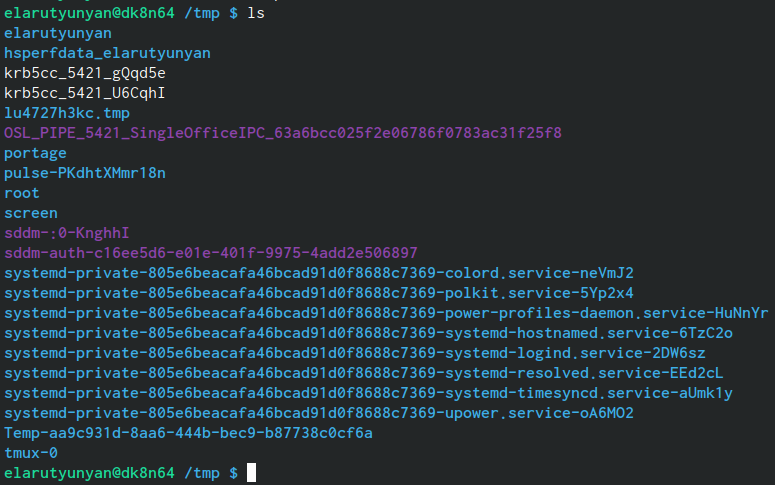 elarutyunyan@dk8n64 /tmp $ ls
elarutyunyan
hsperfdata_elarutyunyan
krb5cc_5421_gQqd5e
krb5cc_5421_U6CqhI
lu4727h3kc.tmp
OSL_PIPE_5421_SingleOfficeIPC_63a6bcc025f2e06786f0783ac31f25f8
portage
pulse-PKdhtXMmr18n
root
screen
sddm-:0-KnghhI
sddm-auth-c16ee5d6-e01e-401f-9975-4add2e506897
systemd-private-805e6beacafa46bcad91d0f8688c7369-colord.service-neVmJ2
systemd-private-805e6beacafa46bcad91d0f8688c7369-polkit.service-5Yp2x4
systemd-private-805e6beacafa46bcad91d0f8688c7369-power-profiles-daemon.service-HuNnYr
systemd-private-805e6beacafa46bcad91d0f8688c7369-systemd-hostnamed.service-6TzC2o
systemd-private-805e6beacafa46bcad91d0f8688c7369-systemd-logind.service-2DW6sz
systemd-private-805e6beacafa46bcad91d0f8688c7369-systemd-resolved.service-EEd2cL
systemd-private-805e6beacafa46bcad91d0f8688c7369-systemd-timesyncd.service-aUmk1y
systemd-private-805e6beacafa46bcad91d0f8688c7369-upower.service-oA6MO2
Temp-aa9c931d-8aa6-444b-bec9-b87738c0cf6a
tmux-0
elarutyunyan@dk8n64 /tmp $